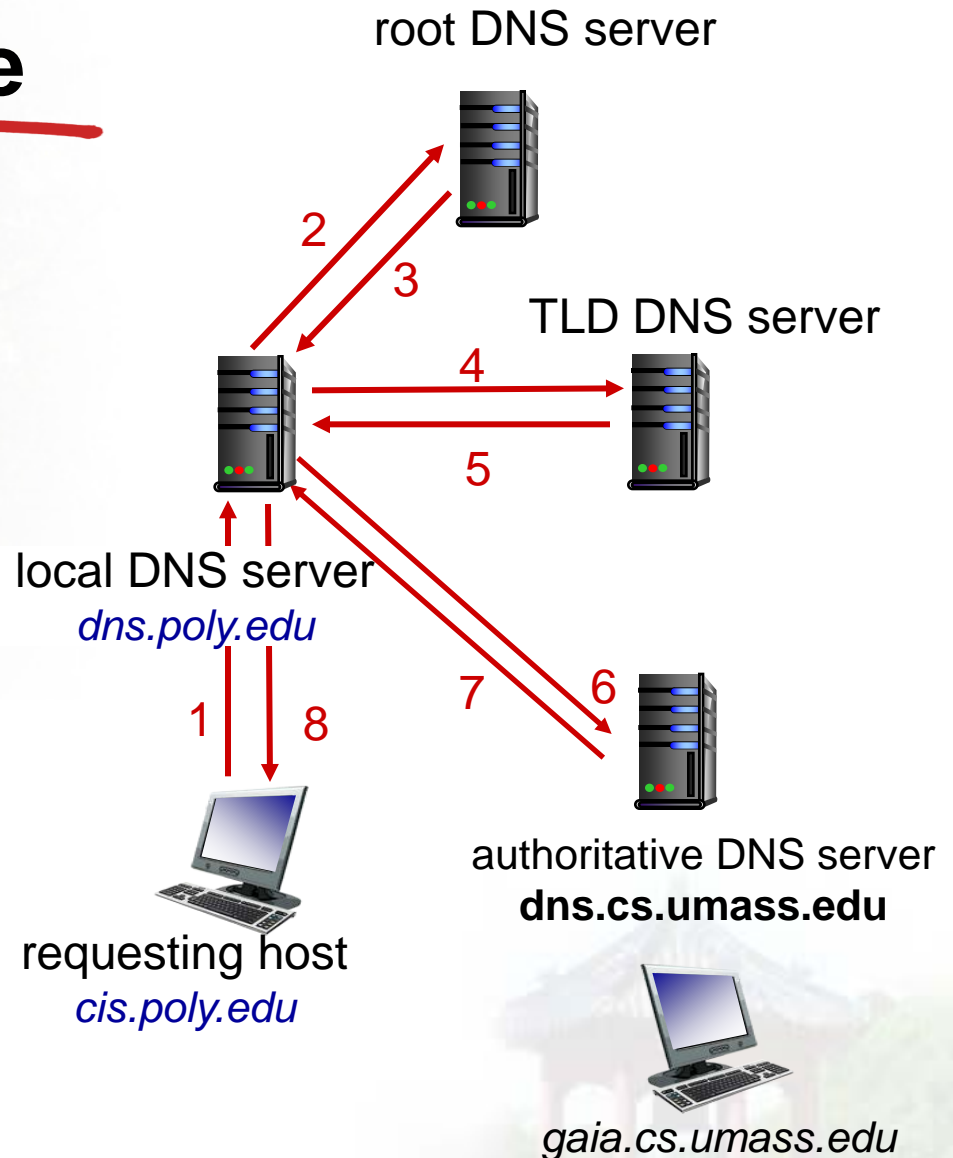 e
root DNS server
2
3
TLD DNS server
4
5
local DNS server
dns.poly.edu
1
8
7
6
authoritative DNS server
dns.cs.umass.edu
requesting host
cis.poly.edu
gaia.cs.umass.edu